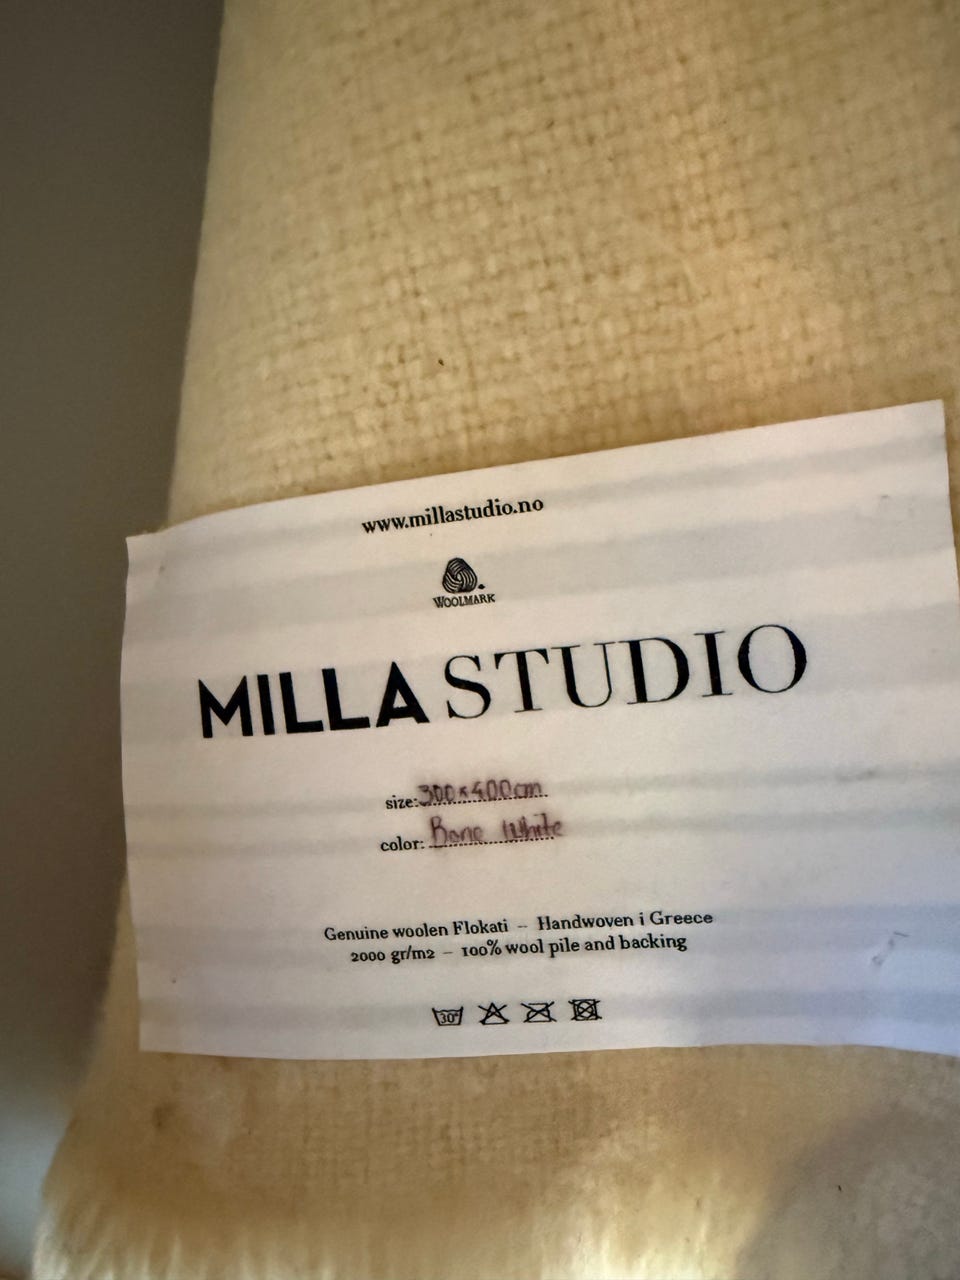 www.millastudio.no
WOOLMARK
MILLA STUDIO
size: 300x400cm
color: Bone White
Genuine woolen Flokati – Handwoven i Greece
2000 gr/m2 – 100% wool pile and backing
30°